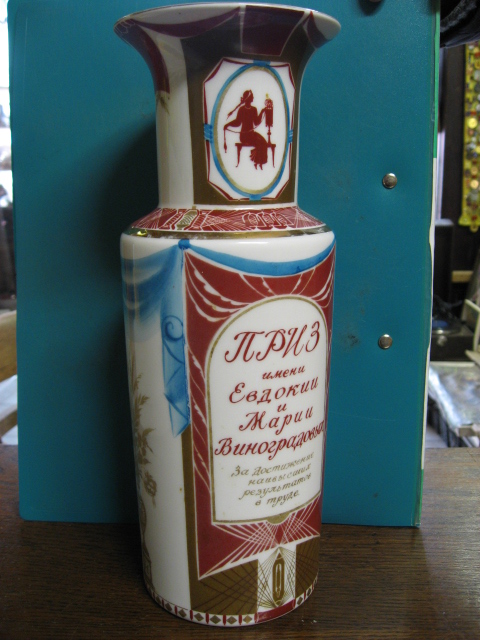 ПРИЗ
имени
Евдокии
и
Марии
Виноградовых
За достижение
наивысших
результатов
в труде